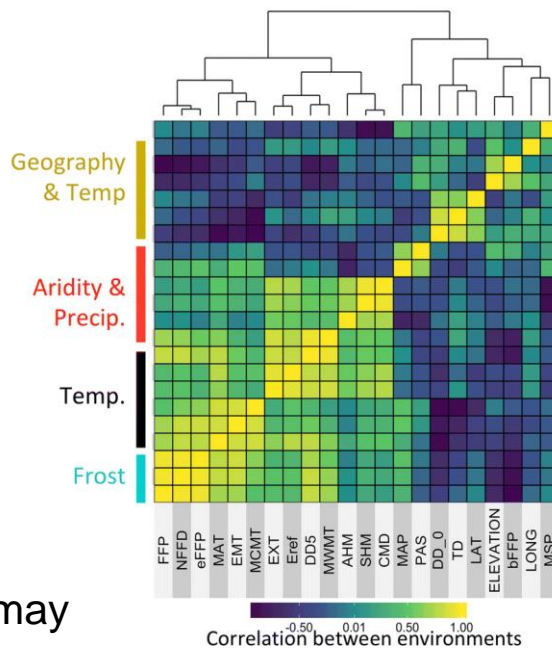 Geography
& Temp
Aridity &
Precip.
Temp.
Frost
FFP
NFFD
eFFP
MAT
EMT
MCMT
EXT
Eref
DD5
MWMT
AHM
SHM
CMD
MAP
PAS
DD_0
TD
LAT
ELEVATION
bFFP
LONG
MSP
may
-0.50 0.01 0.50 1.00
Correlation between environments